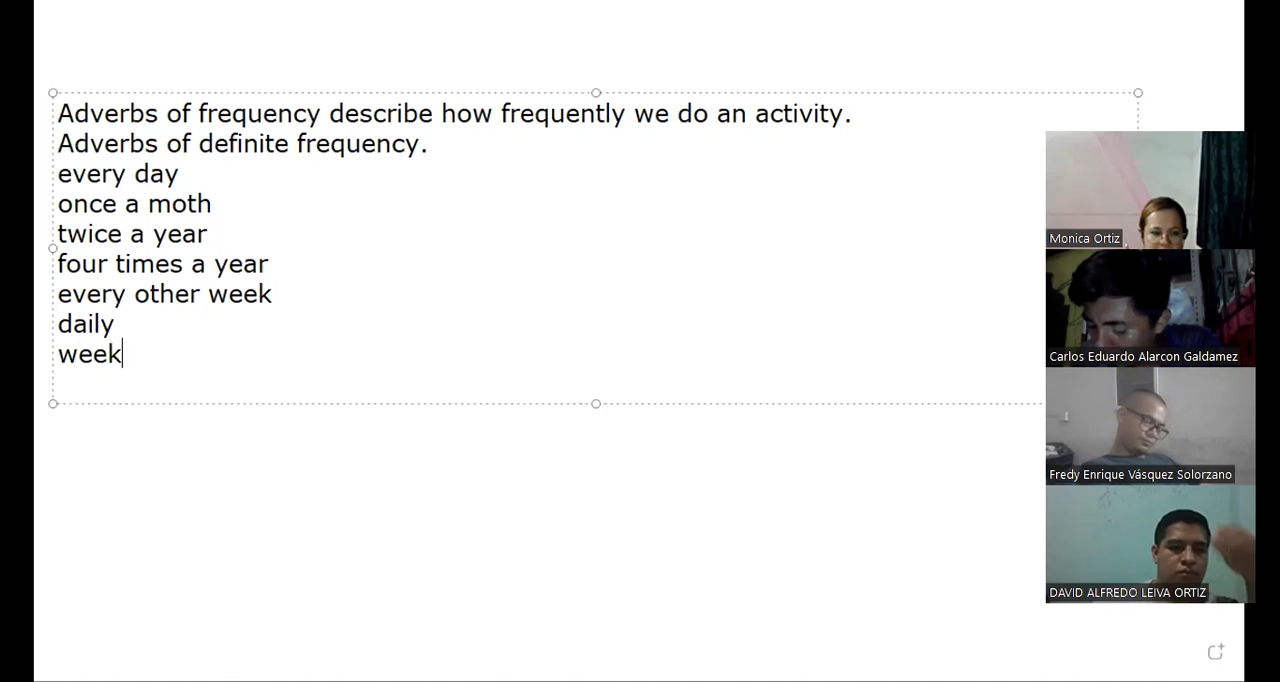 Adverbs of frequency describe how frequently we do an activity.
Adverbs of definite frequency.
every day
once a moth
twice a year
four times a year
every other week
daily
week
Monica Ortiz
Carlos Eduardo Alarcon Galdamez
Fredy Enrique Vásquez Solorzano
DAVID ALFREDO LEIVA ORTIZ